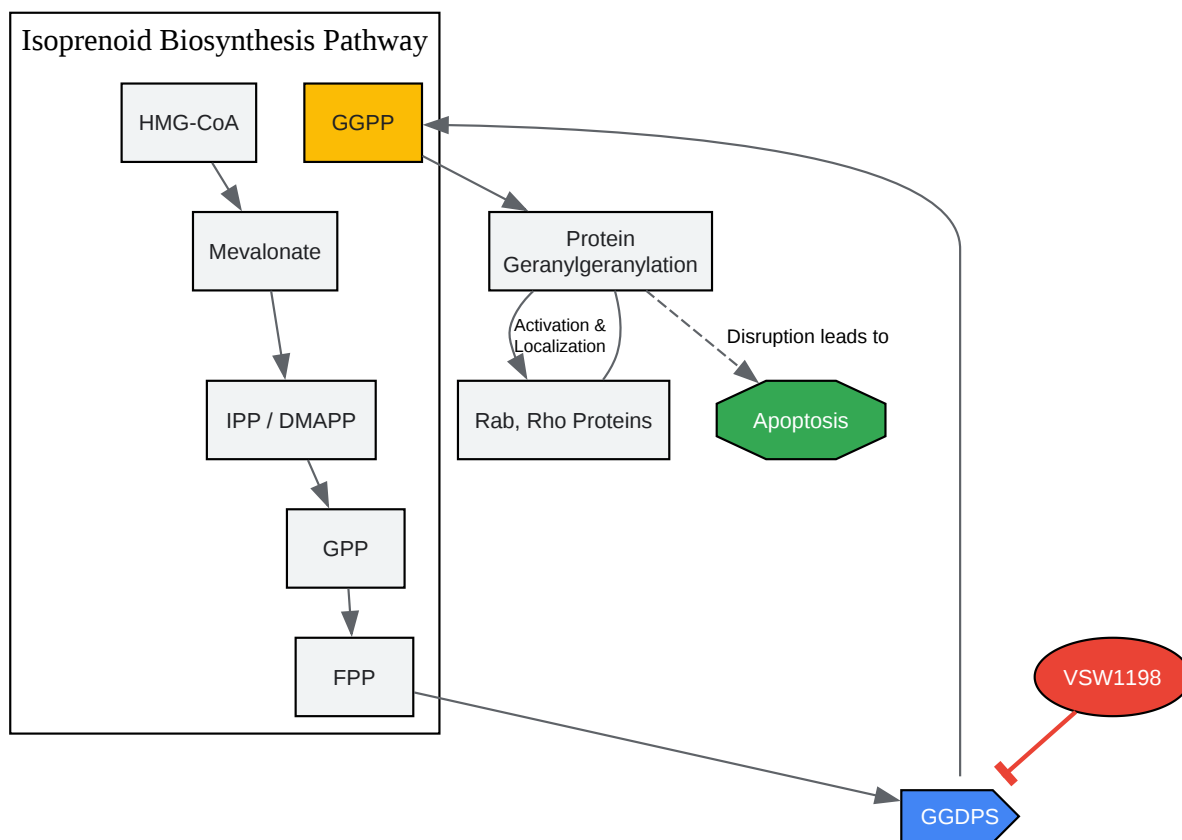 Isoprenoid Biosynthesis Pathway
HMG-CoA
GGPP
Mevalonate
Protein
Geranylgeranylation
Activation &
Localization
Disruption leads to
IPP / DMAPP
Rab, Rho Proteins
Apoptosis
GPP
FPP
VSW1198
GGDPS